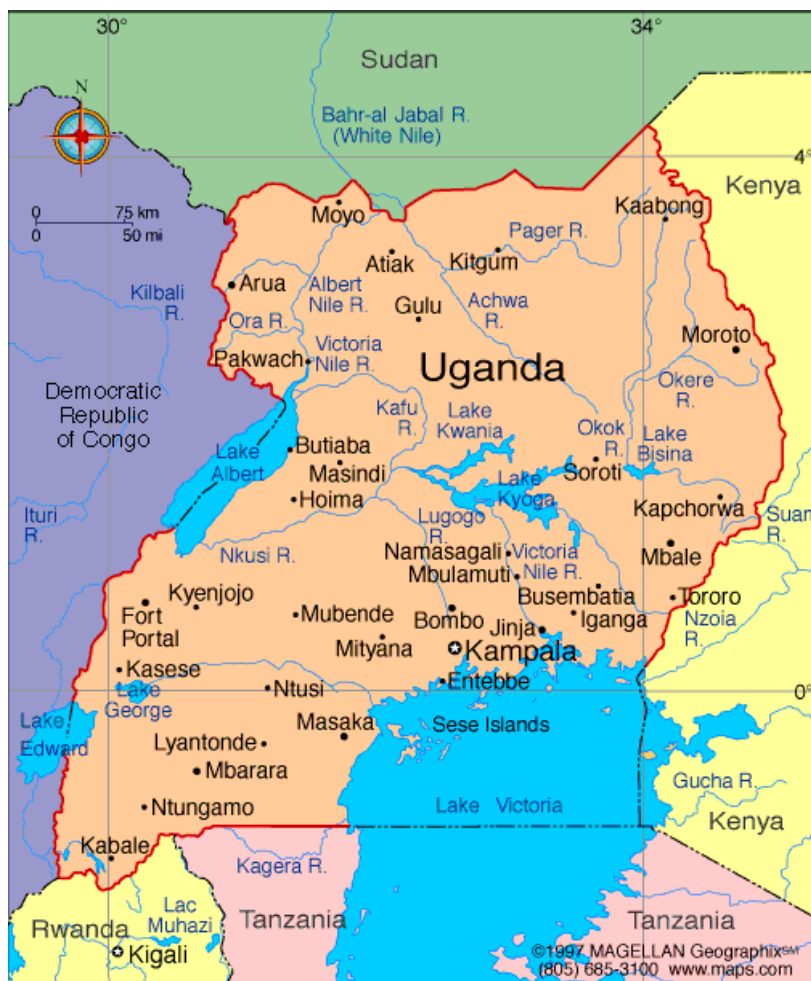 30°
34°
Sudan
N
Bahr-al Jabal R.
(White Nile)
4°
Kenya
0 75 km
0 50 mi
Moyo
Kaabong
Pager R.
Atiak
Kitgum
Kilbali
R.
Arua
Albert
Nile R.
Achwa
R.
Gulu
Ora R.
Victoria
Nile R.
Moroto
Pakwach
Uganda
Okere
R.
Democratic
Republic
of Congo
Kafu
R.
Lake
Kwania
Okok
R.
Lake
Bisina
Lake
Albert
Butiaba
Masindi
Soroti
Hoima
Lake
Kyoga
Kapchorwa
Ituri
R.
Lugogo
R.
Suam
R.
Nkusi R.
Namasagali
Victoria
Nile R.
Mbale
Mbulamuti
Kyenjojo
Busembatia
Tororo
Fort
Portal
Mubende
Bombo
Iganga
Nzoia
R.
Mityana
Jinja
Kampala
Kasese
Lake
George
Ntusi
Entebbe
0°
Lake
Edward
Masaka
Sese Islands
Lyantonde
Mbarara
Gucha R.
Ntungamo
Lake Victoria
Kenya
Kabale
Kagera R.
Rwanda
Lac
Muhazi
Tanzania
Tanzania
Kigali
©1997 MAGELLAN Geographix℠
(805) 685-3100 www.maps.com